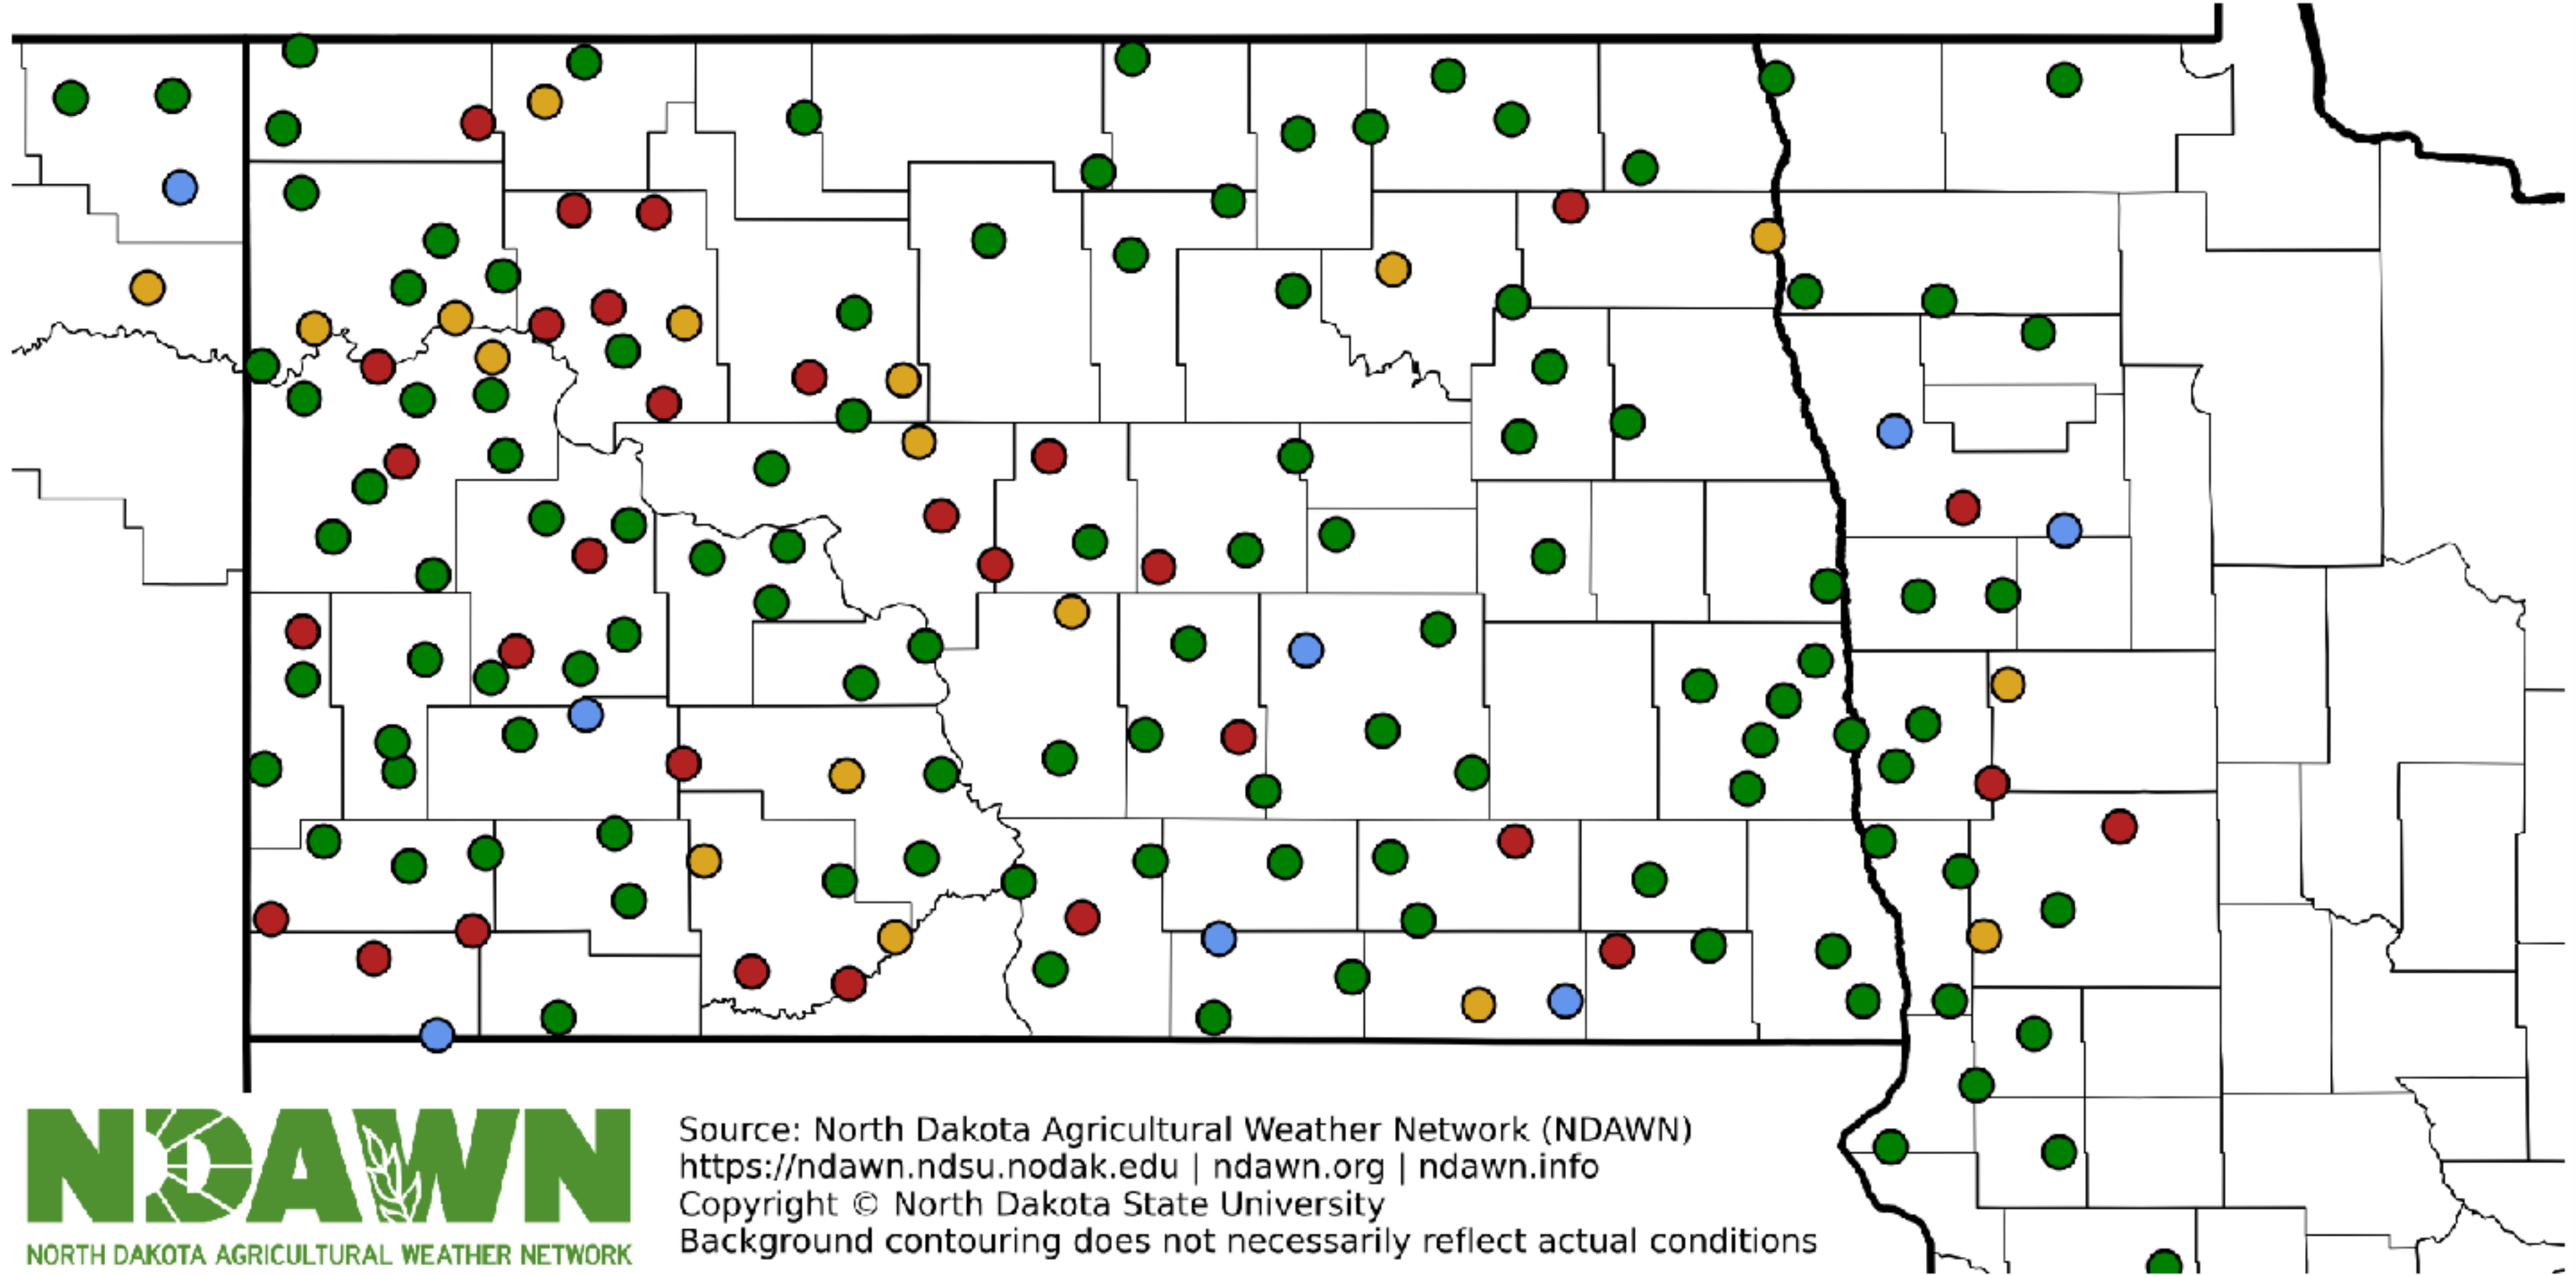 NDAWN
NORTH DAKOTA AGRICULTURAL WEATHER NETWORK
Source: North Dakota Agricultural Weather Network (NDAWN)
https://ndawn.ndsu.nodak.edu | ndawn.org | ndawn.info
Copyright © North Dakota State University
Background contouring does not necessarily reflect actual conditions